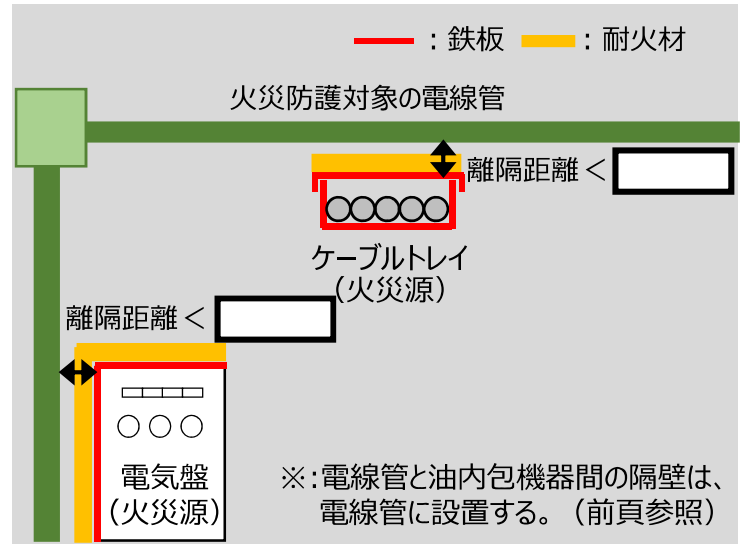 ：鉄板　：耐火材
火災防護対象の電線管
離隔距離＜
ケーブルトレイ
（火災源）
離隔距離＜
電気盤
（火災源）
※：電線管と油内包機器間の隔壁は、
電線管に設置する。（前頁参照）